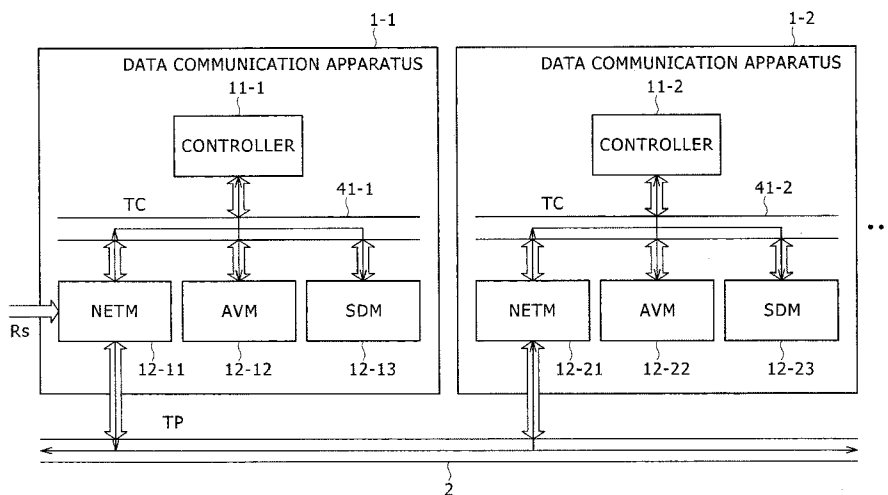 1-1
1-2
DATA COMMUNICATION APPARATUS
DATA COMMUNICATION APPARATUS
11-1
11-2
CONTROLLER
CONTROLLER
TC
41-1
TC
41-2
Rs
NETM
AVM
SDM
NETM
AVM
SDM
12-11
12-12
12-13
12-21
12-22
12-23
TP
2